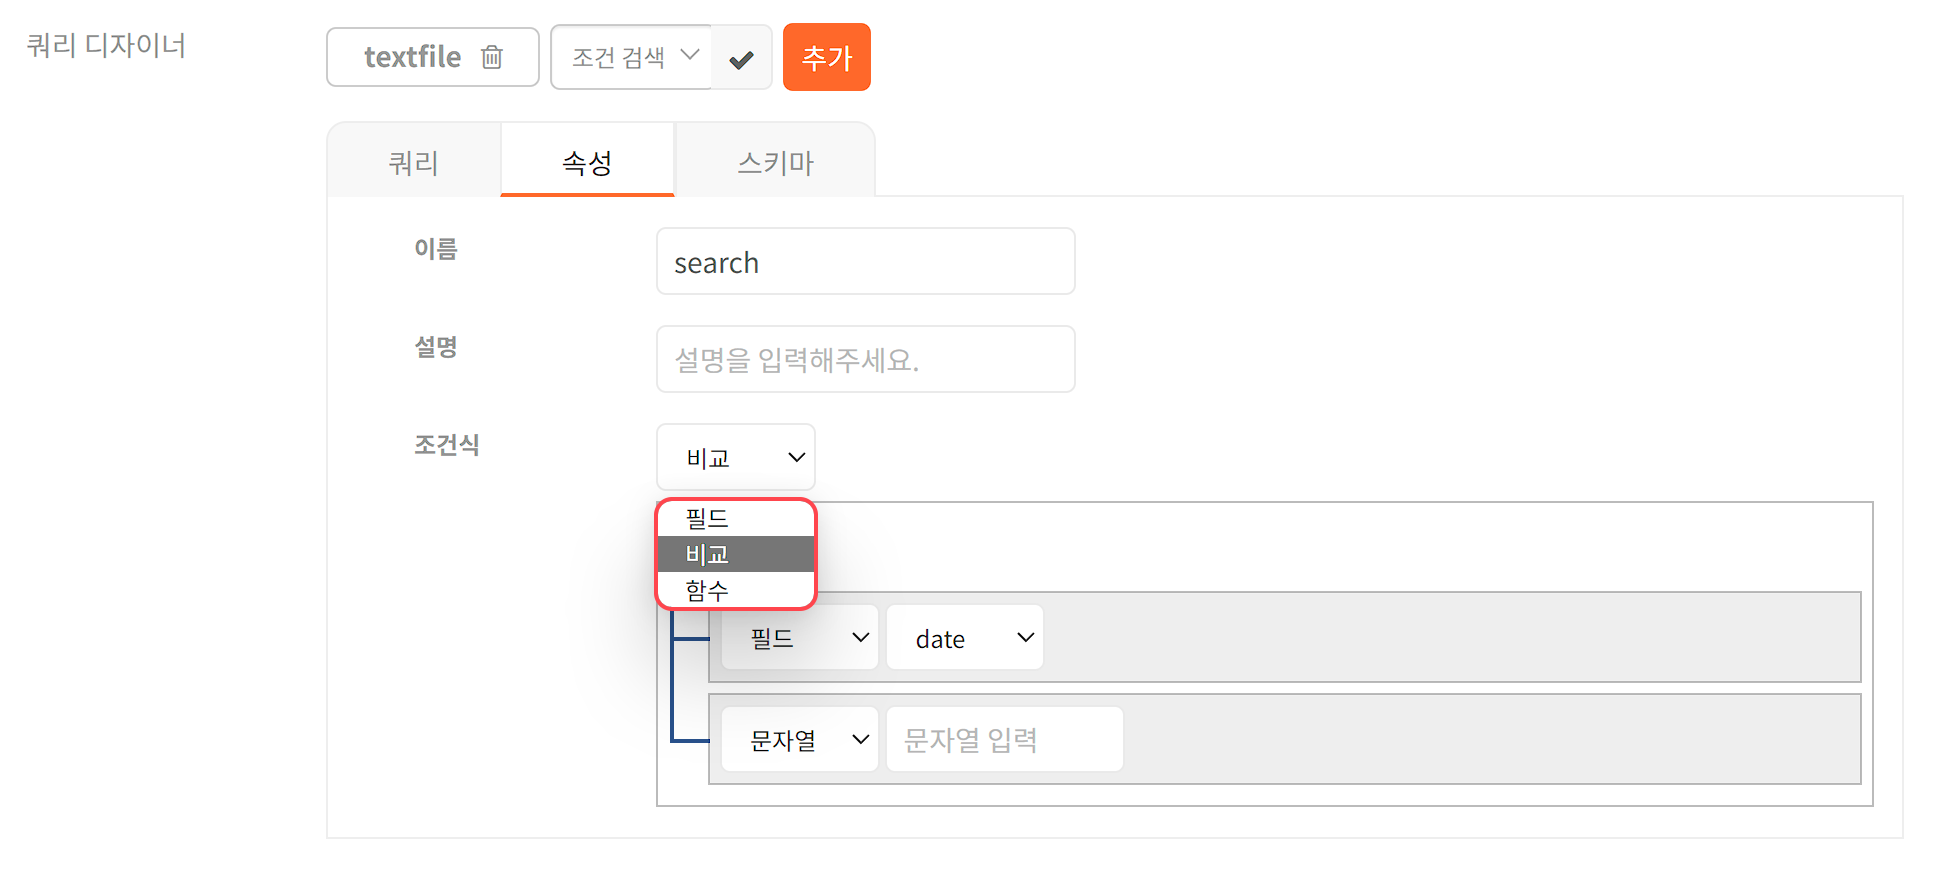 쿼리 디자이너
textfile
조건 검색
추가
쿼리
속성
스키마
이름
search
설명
설명을 입력해주세요.
조건식
비교
필드
비교
함수
필드
date
문자열
문자열 입력